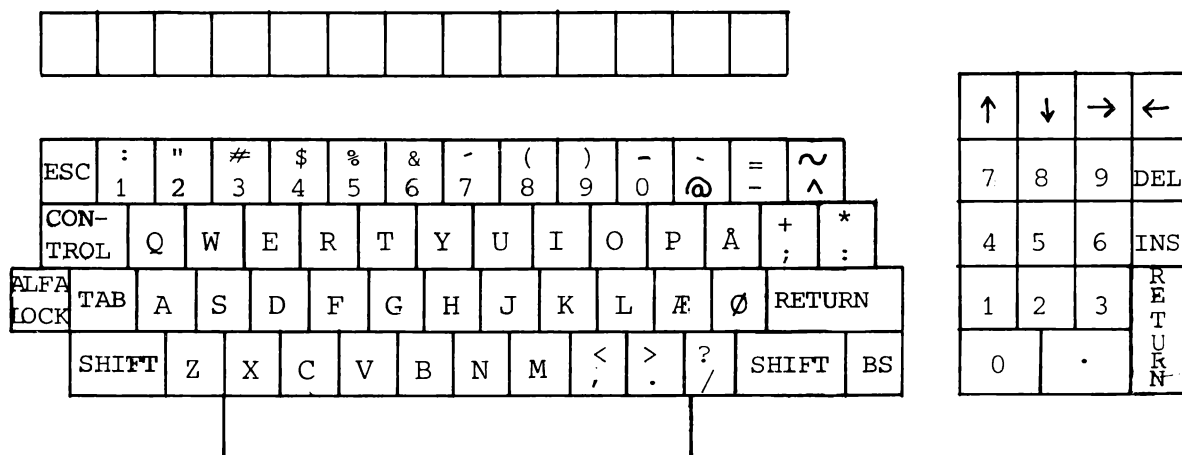 ↑ ↓ → ←
: " # $ % & ´ ( ) _ ` = ~
ESC 1 2 3 4 5 6 7 8 9 0 @ - ^
7 8 9 DEL
CON-
TROL Q W E R T Y U I O P Å + ; * :
4 5 6 INS
ALFA
LOCK TAB A S D F G H J K L Æ Ø RETURN
1 2 3 RETURN
SHIFT Z X C V B N M < , > . ? / SHIFT BS
0 .